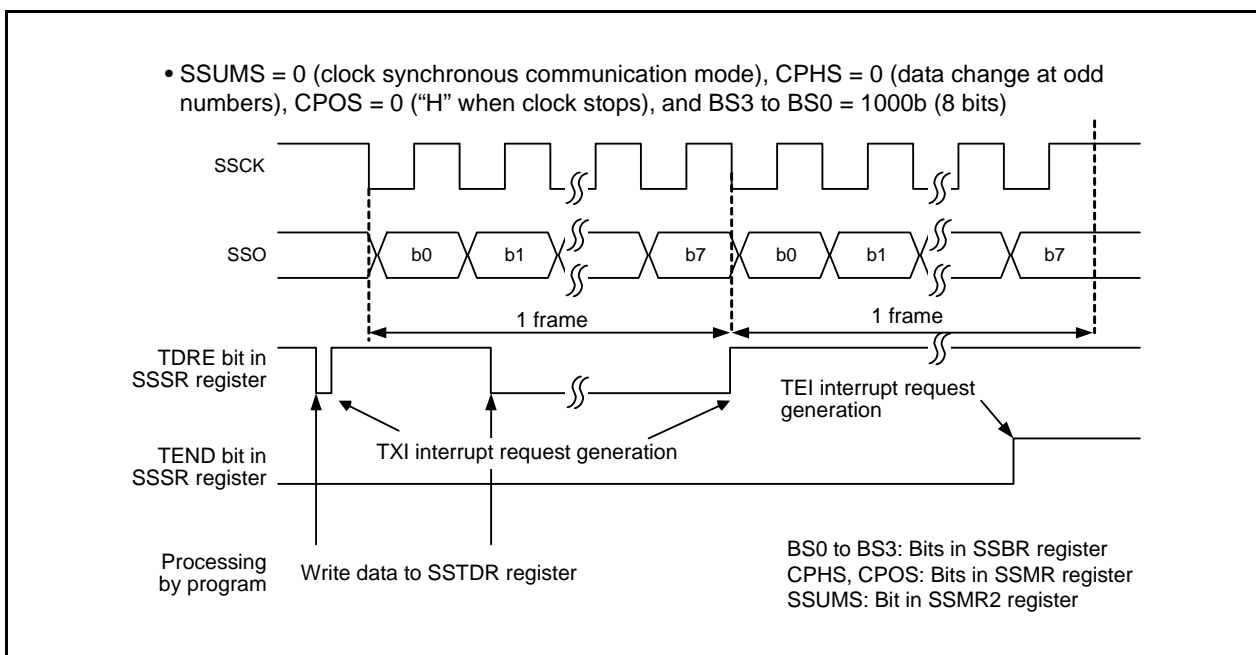 • SSUMS = 0 (clock synchronous communication mode), CPHS = 0 (data change at odd
numbers), CPOS = 0 (“H” when clock stops), and BS3 to BS0 = 1000b (8 bits)
SSCK
SSO
b0
b1
b7
b0
b1
b7
1 frame
1 frame
TDRE bit in
SSSR register
TEI interrupt request
generation
TXI interrupt request generation
TEND bit in
SSSR register
Processing
by program
Write data to SSTDR register
BS0 to BS3: Bits in SSBR register
CPHS, CPOS: Bits in SSMR register
SSUMS: Bit in SSMR2 register